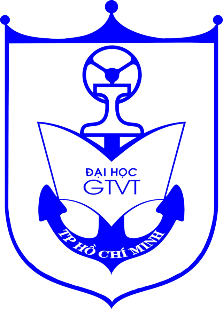 ĐẠI HỌC
GTVT
TP HỒ CHÍ MINH